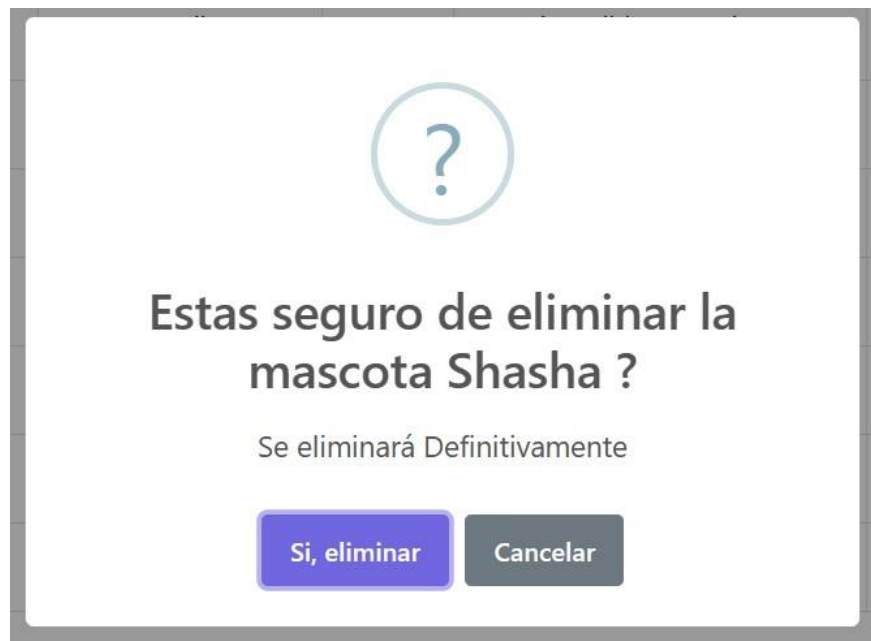 ?
Estas seguro de eliminar la
mascota Shasha ?
Se eliminará Definitivamente
Si, eliminar
Cancelar